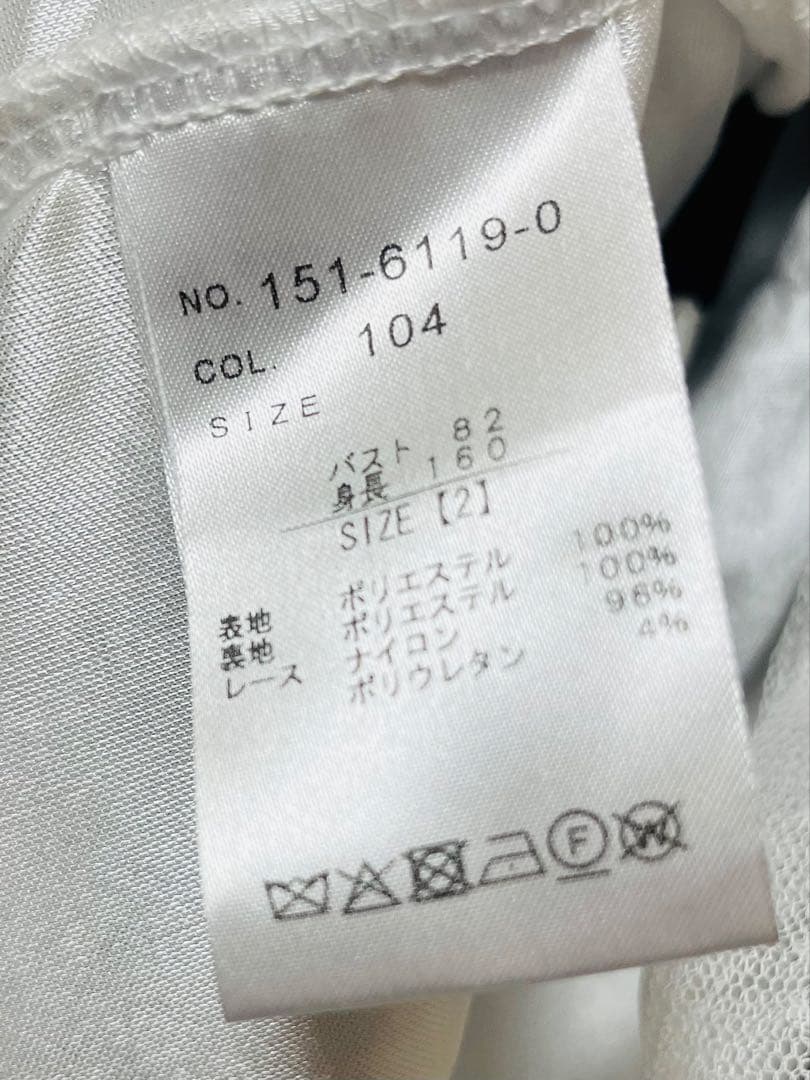 NO. 151-6119-0
COL. 104
SIZE
バスト 82
身長 160
SIZE【2】
表地 ポリエステル 100%
裏地 ポリエステル 100%
レース ナイロン 96%
ポリウレタン 4%
F
W